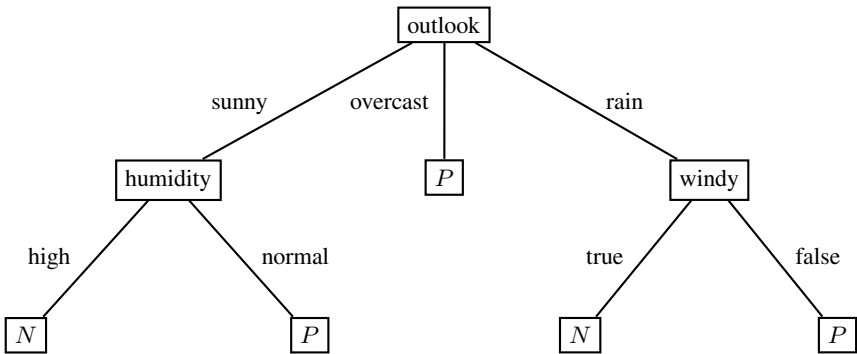 outlook
sunny overcast rain
humidity P windy
high normal true false
N P N P